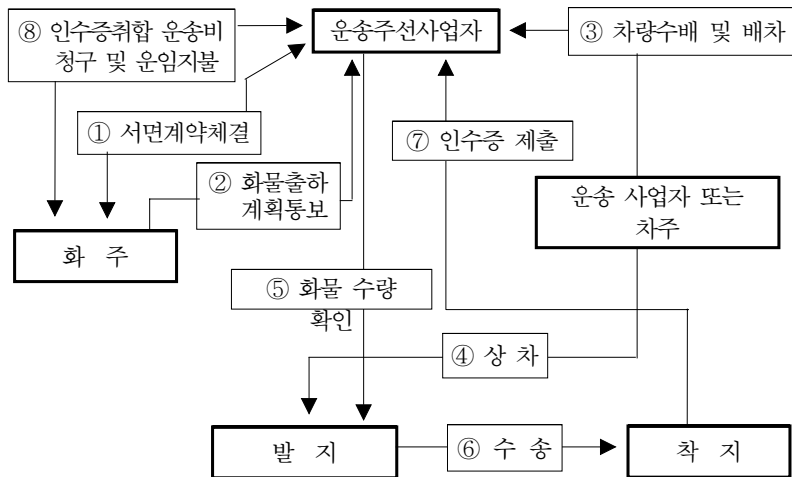 ⑧ 인수증취합 운송비
청구 및 운임지불
운송주선사업자
③ 차량수배 및 배차
① 서면계약체결
⑦ 인수증 제출
② 화물출하
계획통보
운송 사업자 또는
차주
화 주
⑤ 화물 수량
확인
④ 상 차
발 지
⑥ 수 송
착 지